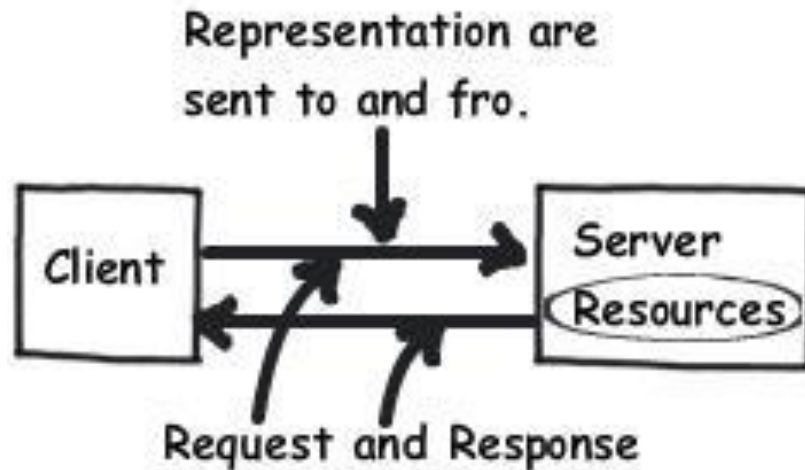 Representation are
sent to and fro.
Client
Server
Resources
Request and Response